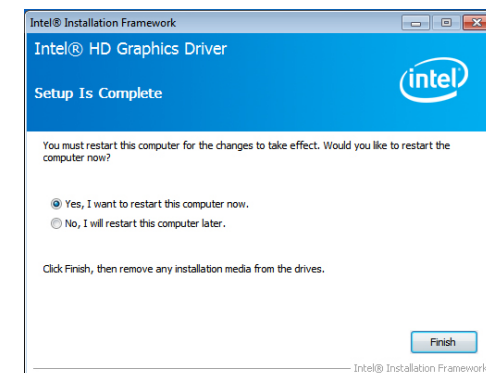 Intel® Installation Framework
Intel® HD Graphics Driver
Setup Is Complete
intel®
You must restart this computer for the changes to take effect. Would you like to restart the
computer now?
Yes, I want to restart this computer now.
No, I will restart this computer later.
Click Finish, then remove any installation media from the drives.
Finish
Intel® Installation Framework